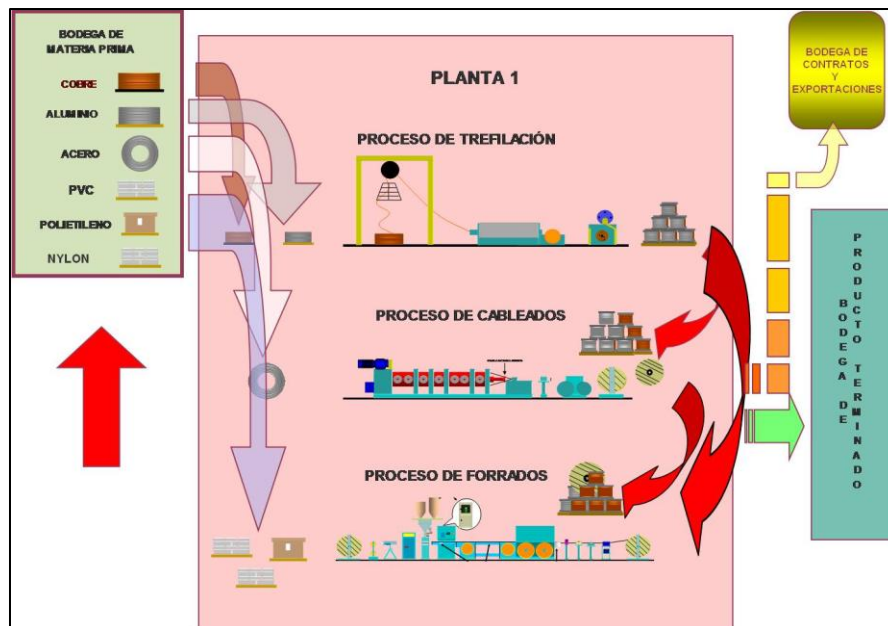 BODEGA DE
MATERIA PRIMA
COBRE
ALUMINIO
ACERO
PVC
POLIETILENO
NYLON
PLANTA 1
PROCESO DE TREFILACIÓN
PROCESO DE CABLEADOS
PROCESO DE FORRADOS
BODEGA DE
CONTRATOS
Y
EXPORTACIONES
BODEGA DE
PRODUCTO TERMINADO